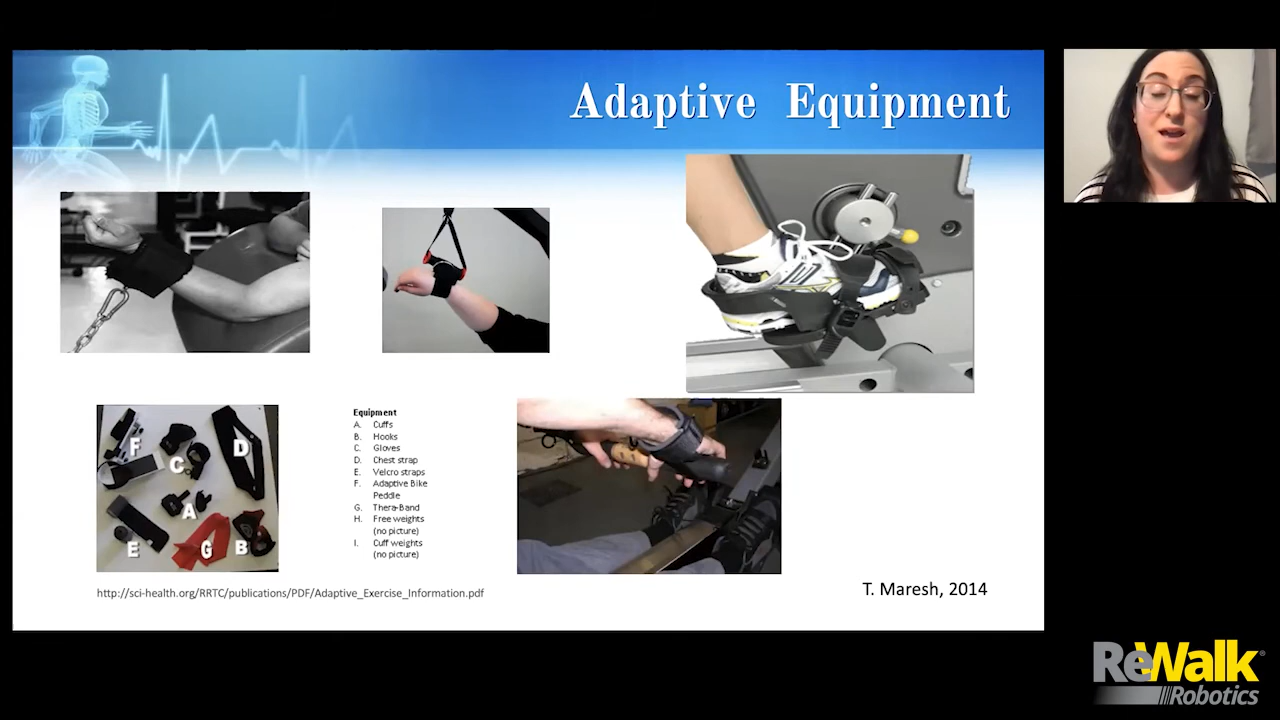 Adaptive Equipment
F
C
D
A
E
G
B
Equipment
A. Cuffs
B. Hooks
C. Gloves
D. Chest strap
E. Velcro straps
F. Adaptive Bike
Peddle
G. Thera-Band
H. Free weights
(no picture)
I. Cuff weights
(no picture)
http://sci-health.org/RRTC/publications/PDF/Adaptive_Exercise_Information.pdf
T. Maresh, 2014
ReWalk®
Robotics